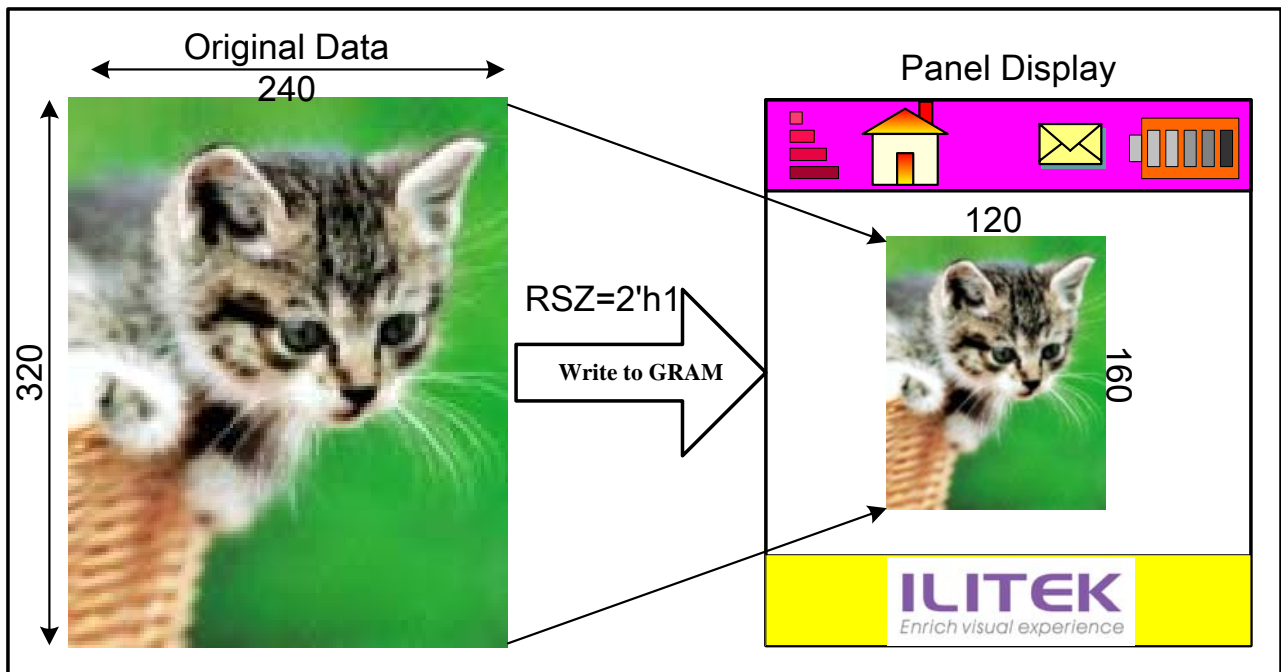 Original Data
240
320
RSZ=2'h1
Write to GRAM
Panel Display
120
160
ILITEK
Enrich visual experience